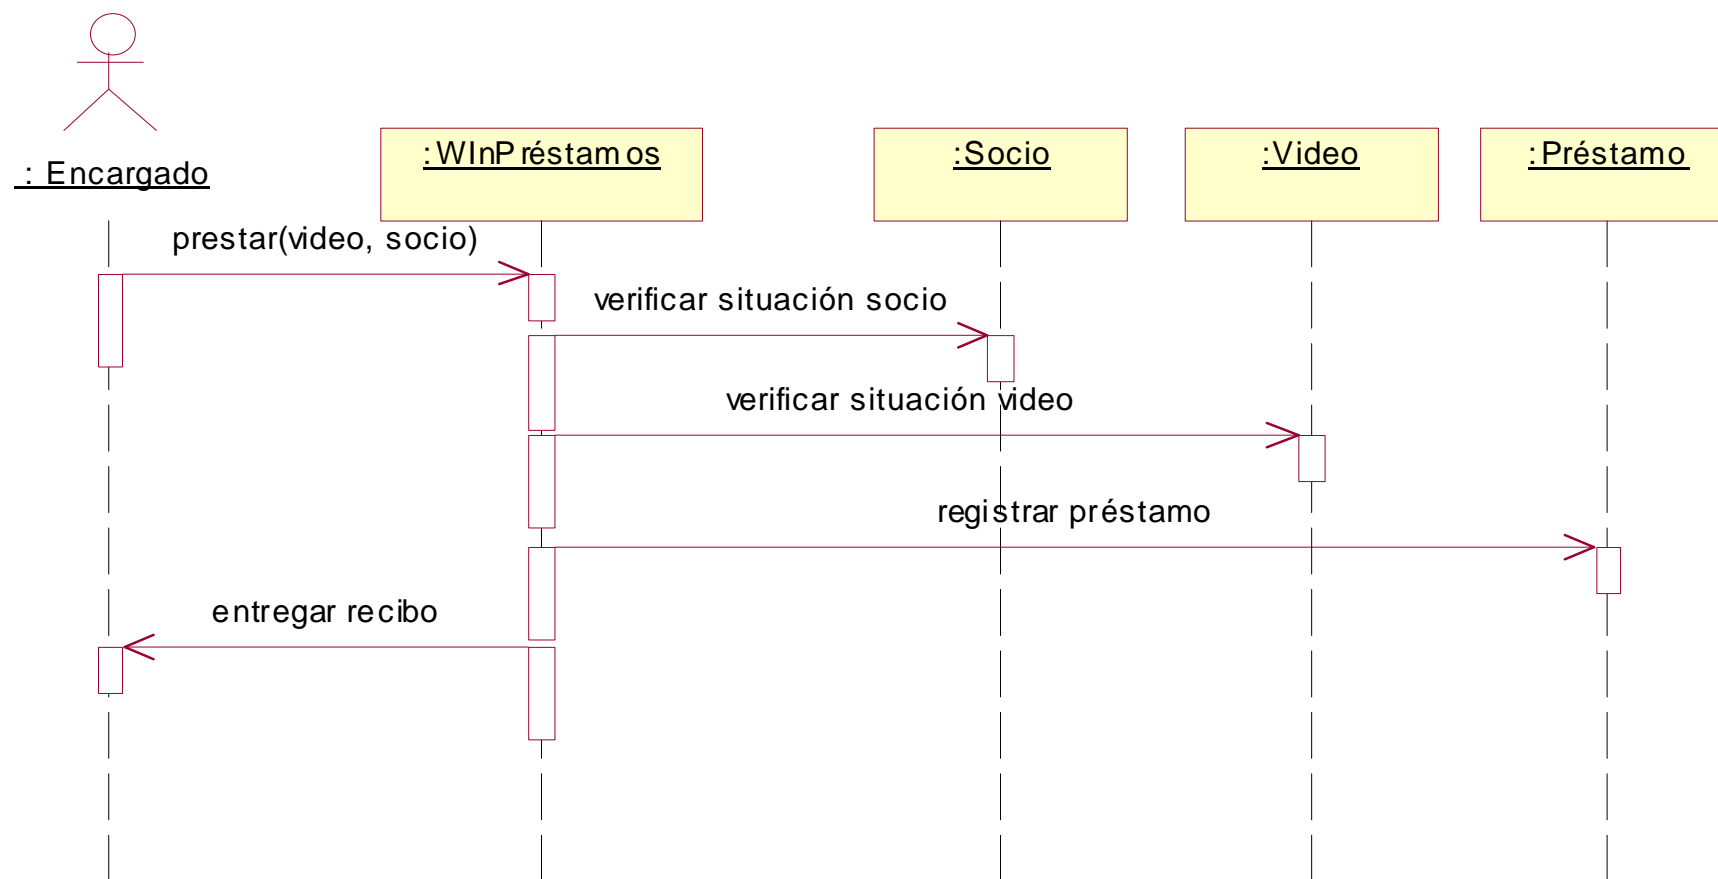 : Encargado
:WInPréstamos
:Socio
:Video
:Préstamo
prestar(video, socio)
verificar situación socio
verificar situación video
registrar préstamo
entregar recibo